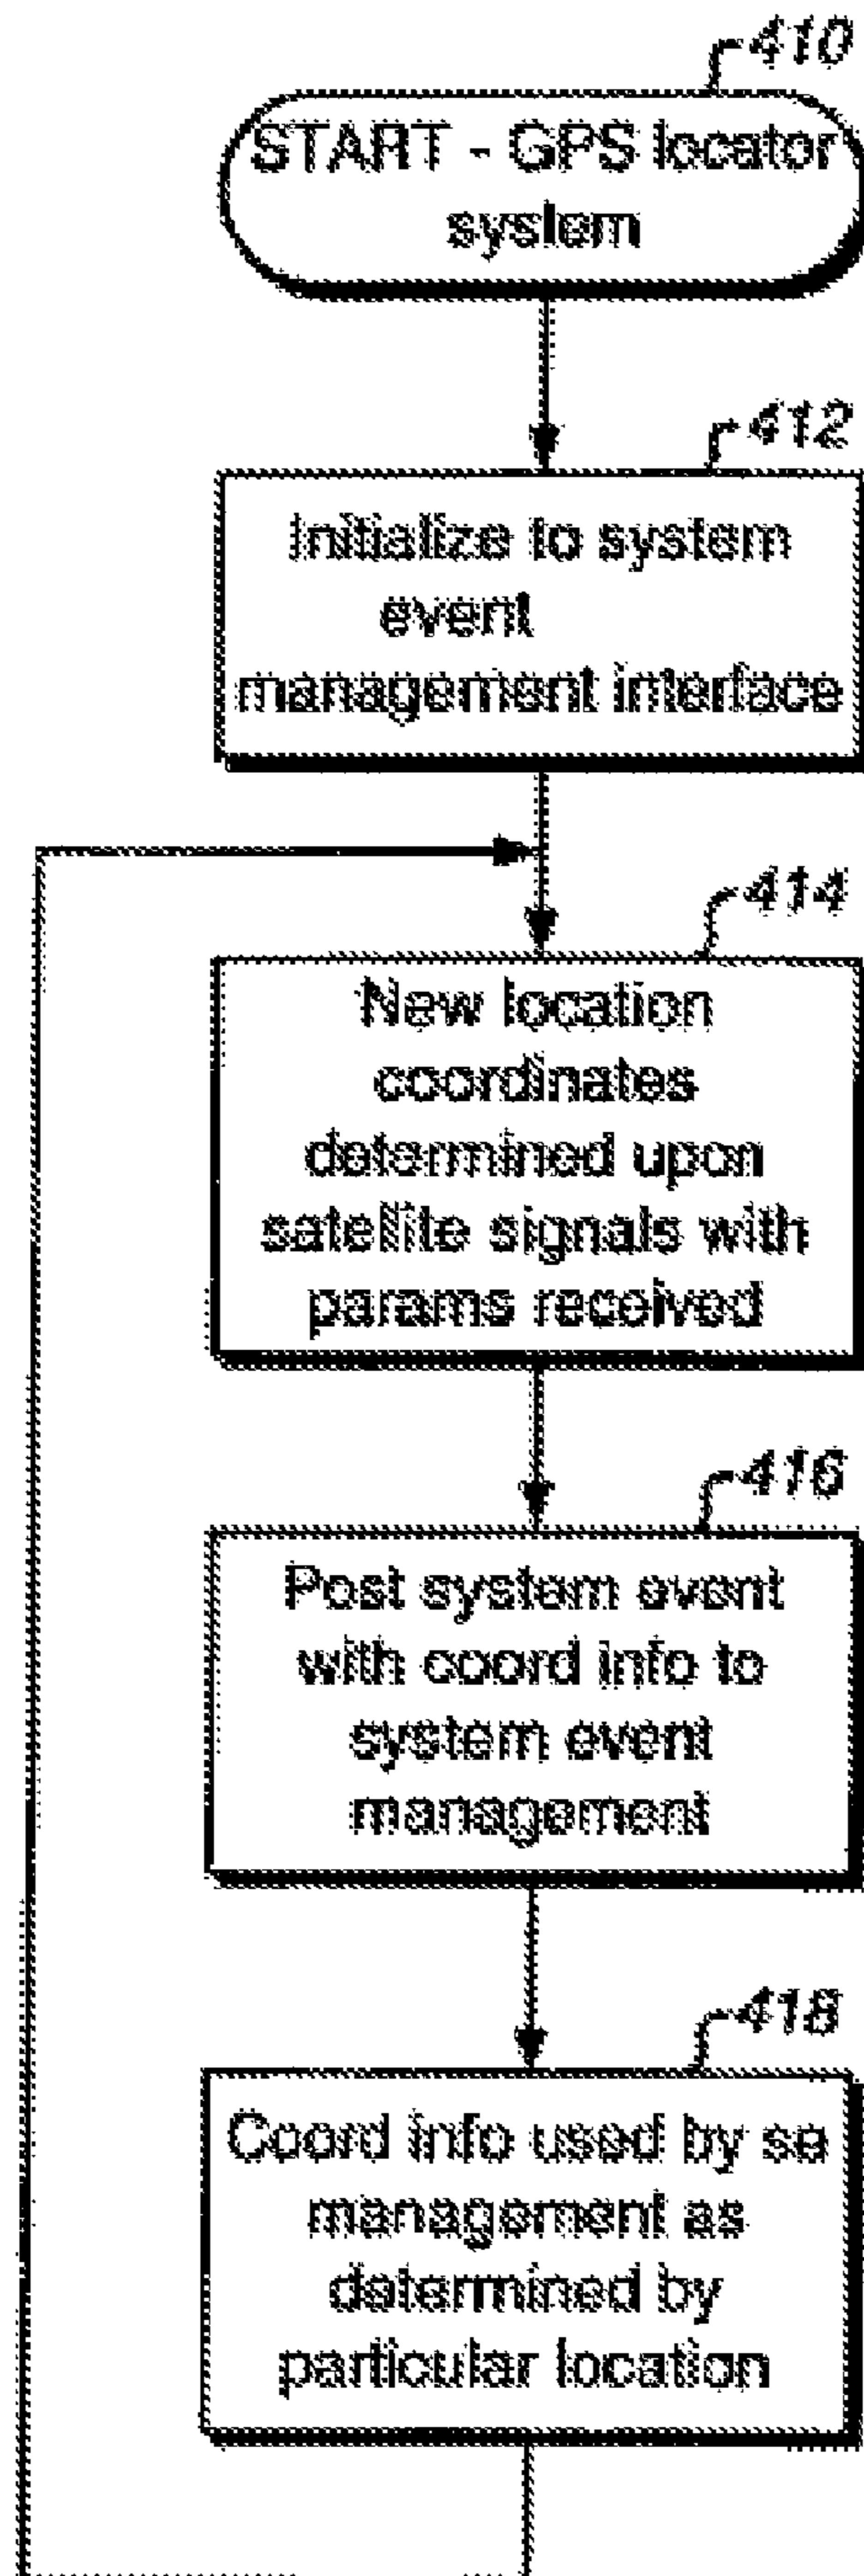 410
START - GPS locator
system
412
Initialize to system
event
management interface
414
New location
coordinates
determined upon
satellite signals with
params received
416
Post system event
with coord info to
system event
management
418
Coord info used by se
management as
determined by
particular location